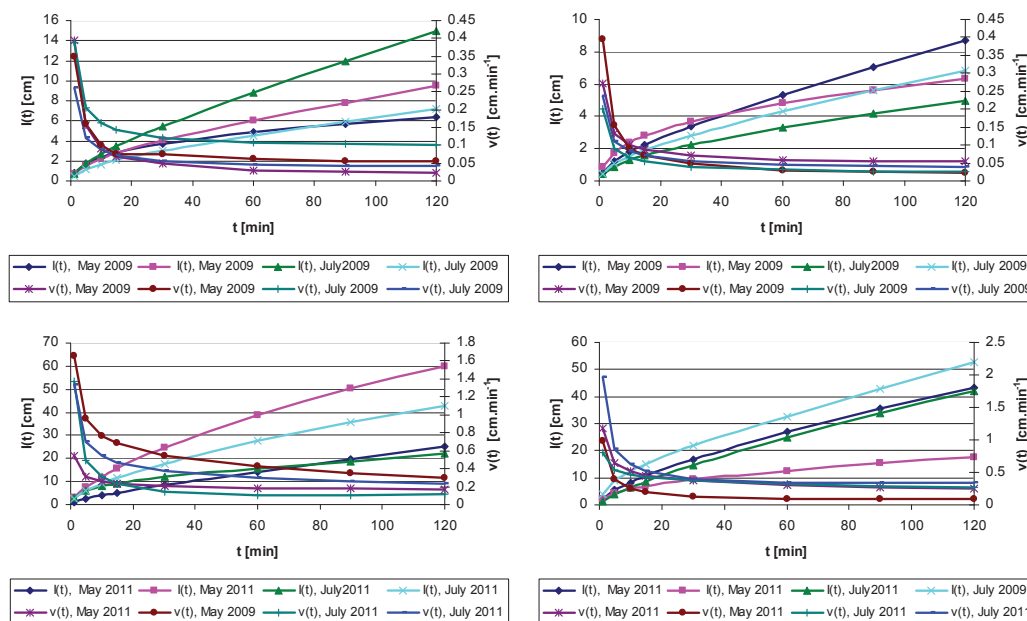 I(t) [cm]
16
14
12
10
8
6
4
2
0
0.45
0.4
0.35
0.3
0.25
0.2
0.15
0.1
0.05
0
v(t) [cm.min⁻¹]
0 20 40 60 80 100 120
t [min]
I(t), May 2009 I(t), May 2009 I(t), July2009 I(t), July 2009
v(t), May 2009 v(t), May 2009 v(t), July 2009 v(t), July 2009
I(t) [cm]
10
8
6
4
2
0
0.45
0.4
0.35
0.3
0.25
0.2
0.15
0.1
0.05
0
v(t) [cm.min⁻¹]
0 20 40 60 80 100 120
t [min]
I(t), May 2009 I(t), May 2009 I(t), July2009 I(t), July 2009
v(t), May 2009 v(t), May 2009 v(t), July 2009 v(t), July 2009
I(t) [cm]
70
60
50
40
30
20
10
0
1.8
1.6
1.4
1.2
1
0.8
0.6
0.4
0.2
0
v(t) [cm.min⁻¹]
0 20 40 60 80 100 120
t [min]
I(t), May 2011 I(t), May 2011 I(t), July2011 I(t), July 2011
v(t), May 2011 v(t), May 2009 v(t), July 2011 v(t), July 2011
I(t) [cm]
60
50
40
30
20
10
0
2.5
2
1.5
1
0.5
0
v(t) [cm.min⁻¹]
0 20 40 60 80 100 120
t [min]
I(t), May 2011 I(t), May 2011 I(t), July2011 I(t), July 2009
v(t), May 2011 v(t), May 2011 v(t), July 2011 v(t), July 2011